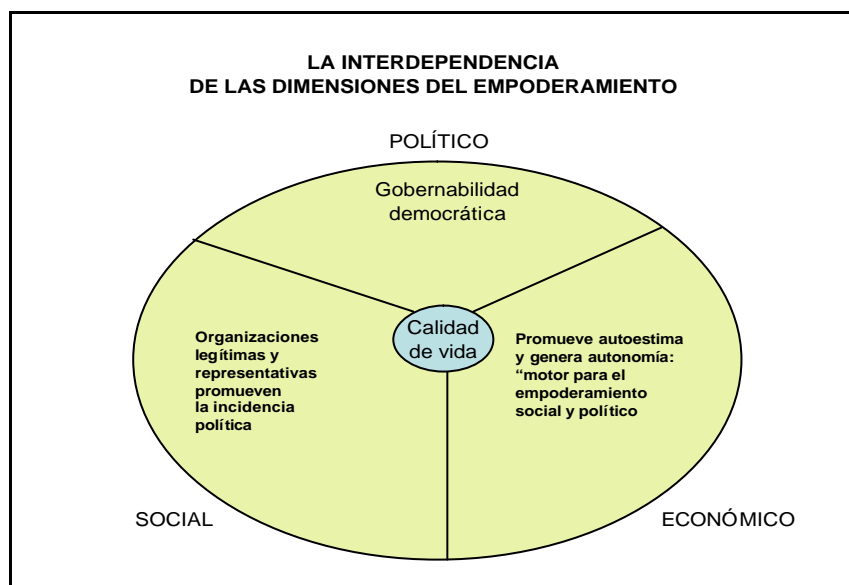 LA INTERDEPENDENCIA
DE LAS DIMENSIONES DEL EMPODERAMIENTO
POLÍTICO
Gobernabilidad
democrática
Calidad
de vida
Organizaciones
legítimas y
representativas
promueven
la incidencia
política
Promueve autoestima
y genera autonomía:
“motor para el
empoderamiento
social y político
SOCIAL
ECONÓMICO